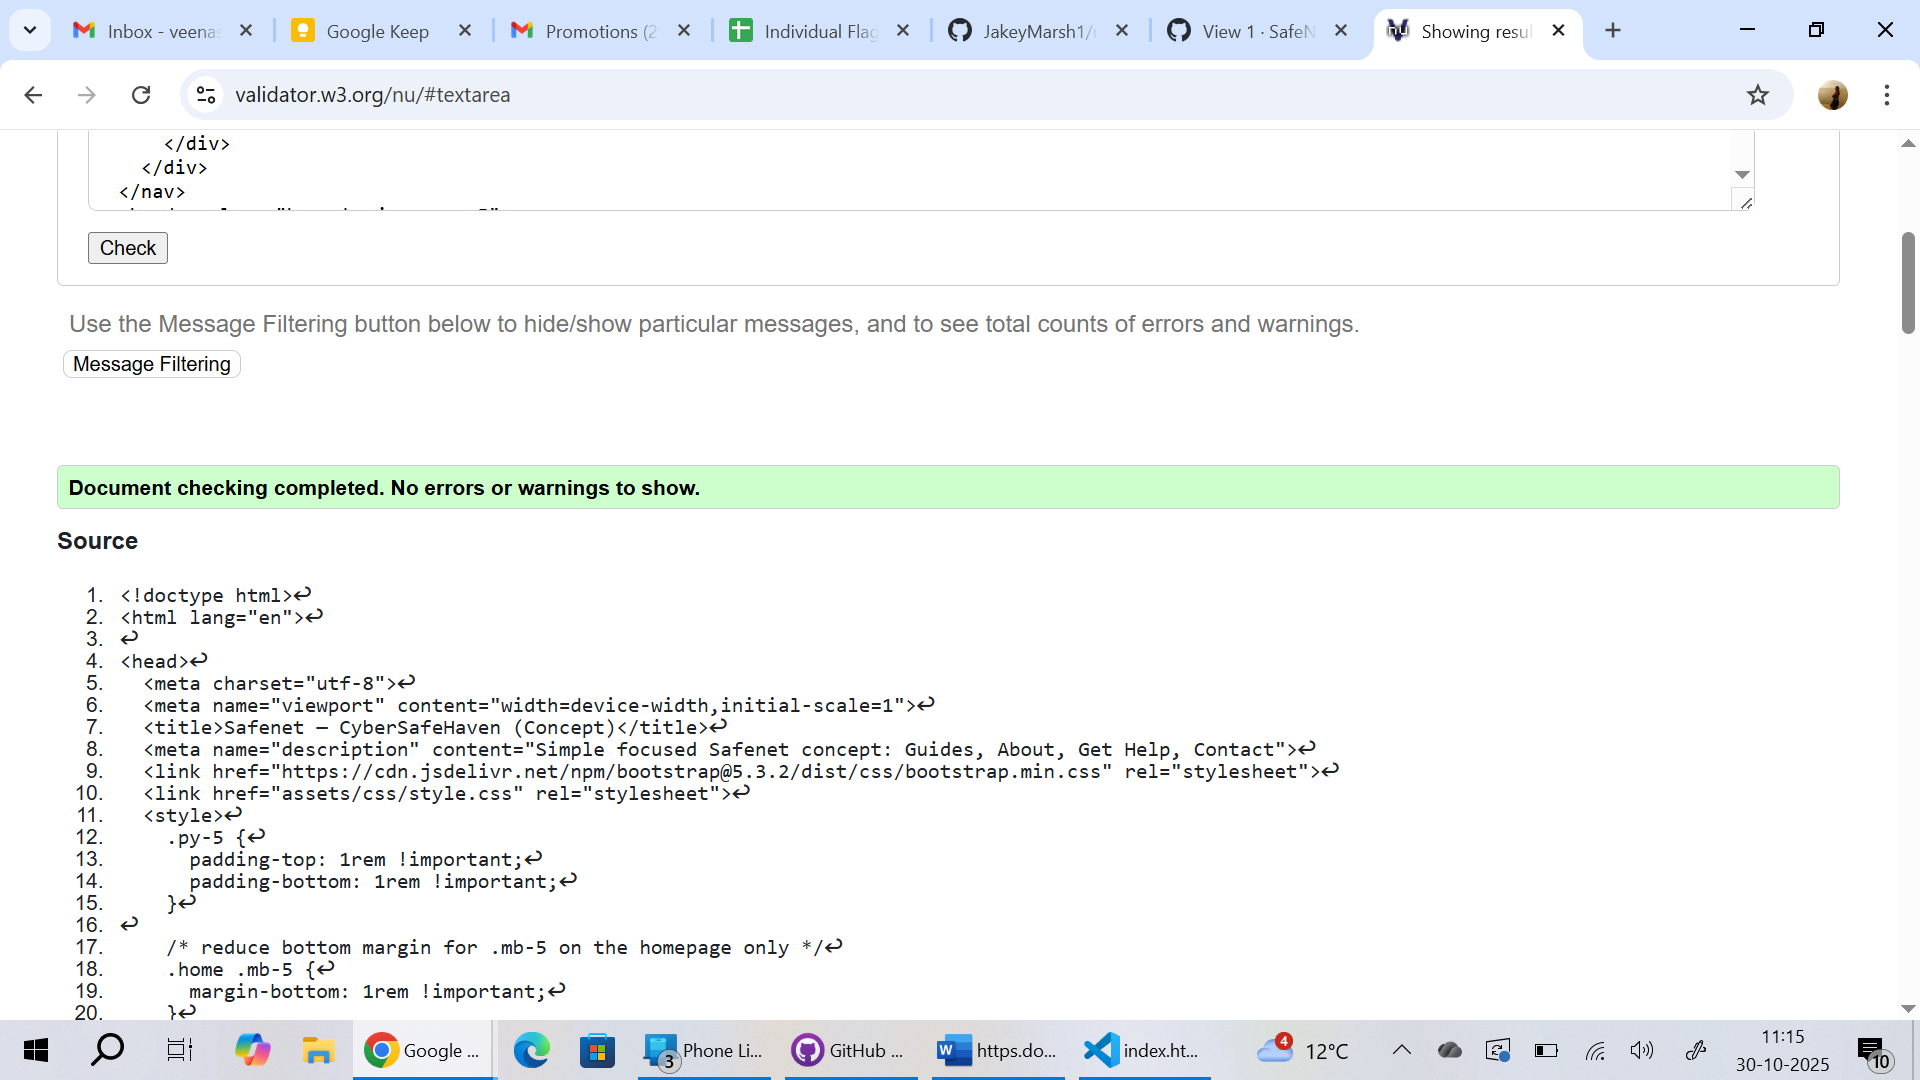 Inbox - veenas
Google Keep
Promotions (2
Individual Flag
JakeyMarsh1/
View 1 · SafeN
Showing resul
validator.w3.org/nu/#textarea
</div>
</div>
</nav>
Check
Use the Message Filtering button below to hide/show particular messages, and to see total counts of errors and warnings.
Message Filtering
Document checking completed. No errors or warnings to show.
Source
1. <!doctype html>↩
2. <html lang="en">↩
3. ↩
4. <head>↩
5. <meta charset="utf-8">↩
6. <meta name="viewport" content="width=device-width,initial-scale=1">↩
7. <title>Safenet — CyberSafeHaven (Concept)</title>↩
8. <meta name="description" content="Simple focused Safenet concept: Guides, About, Get Help, Contact">↩
9. <link href="https://cdn.jsdelivr.net/npm/bootstrap@5.3.2/dist/css/bootstrap.min.css" rel="stylesheet">↩
10. <link href="assets/css/style.css" rel="stylesheet">↩
11. <style>↩
12. .py-5 {↩
13. padding-top: 1rem !important;↩
14. padding-bottom: 1rem !important;↩
15. }↩
16. ↩
17. /* reduce bottom margin for .mb-5 on the homepage only */↩
18. .home .mb-5 {↩
19. margin-bottom: 1rem !important;↩
20. }↩
Google ...
3
Phone Li...
GitHub ...
https.do...
index.ht...
4
12°C
11:15
30-10-2025
10